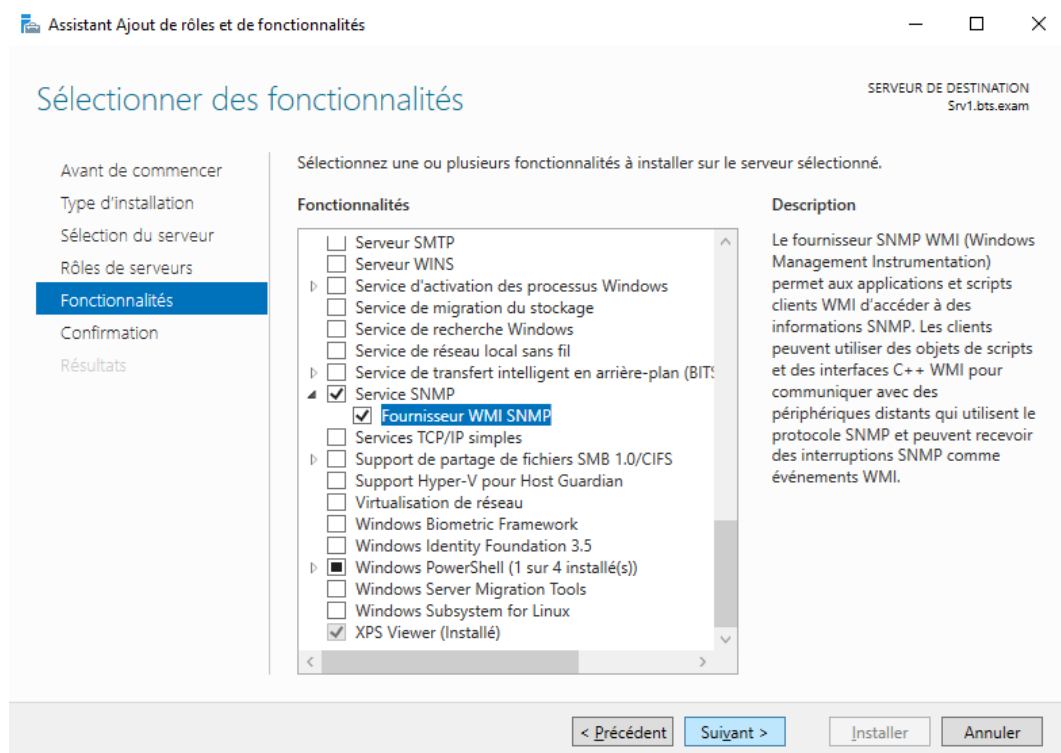 Assistant Ajout de rôles et de fonctionnalités
Sélectionner des fonctionnalités
SERVEUR DE DESTINATION
Srv1.bts.exam
Avant de commencer
Type d'installation
Sélection du serveur
Rôles de serveurs
Fonctionnalités
Confirmation
Résultats
Sélectionnez une ou plusieurs fonctionnalités à installer sur le serveur sélectionné.
Fonctionnalités
Serveur SMTP
Serveur WINS
Service d'activation des processus Windows
Service de migration du stockage
Service de recherche Windows
Service de réseau local sans fil
Service de transfert intelligent en arrière-plan (BITS
Service SNMP
Fournisseur WMI SNMP
Services TCP/IP simples
Support de partage de fichiers SMB 1.0/CIFS
Support Hyper-V pour Host Guardian
Virtualisation de réseau
Windows Biometric Framework
Windows Identity Foundation 3.5
Windows PowerShell (1 sur 4 installé(s))
Windows Server Migration Tools
Windows Subsystem for Linux
XPS Viewer (Installé)
Description
Le fournisseur SNMP WMI (Windows
Management Instrumentation)
permet aux applications et scripts
clients WMI d'accéder à des
informations SNMP. Les clients
peuvent utiliser des objets de scripts
et des interfaces C++ WMI pour
communiquer avec des
périphériques distants qui utilisent le
protocole SNMP et peuvent recevoir
des interruptions SNMP comme
événements WMI.
< Précédent
Suivant >
Installer
Annuler